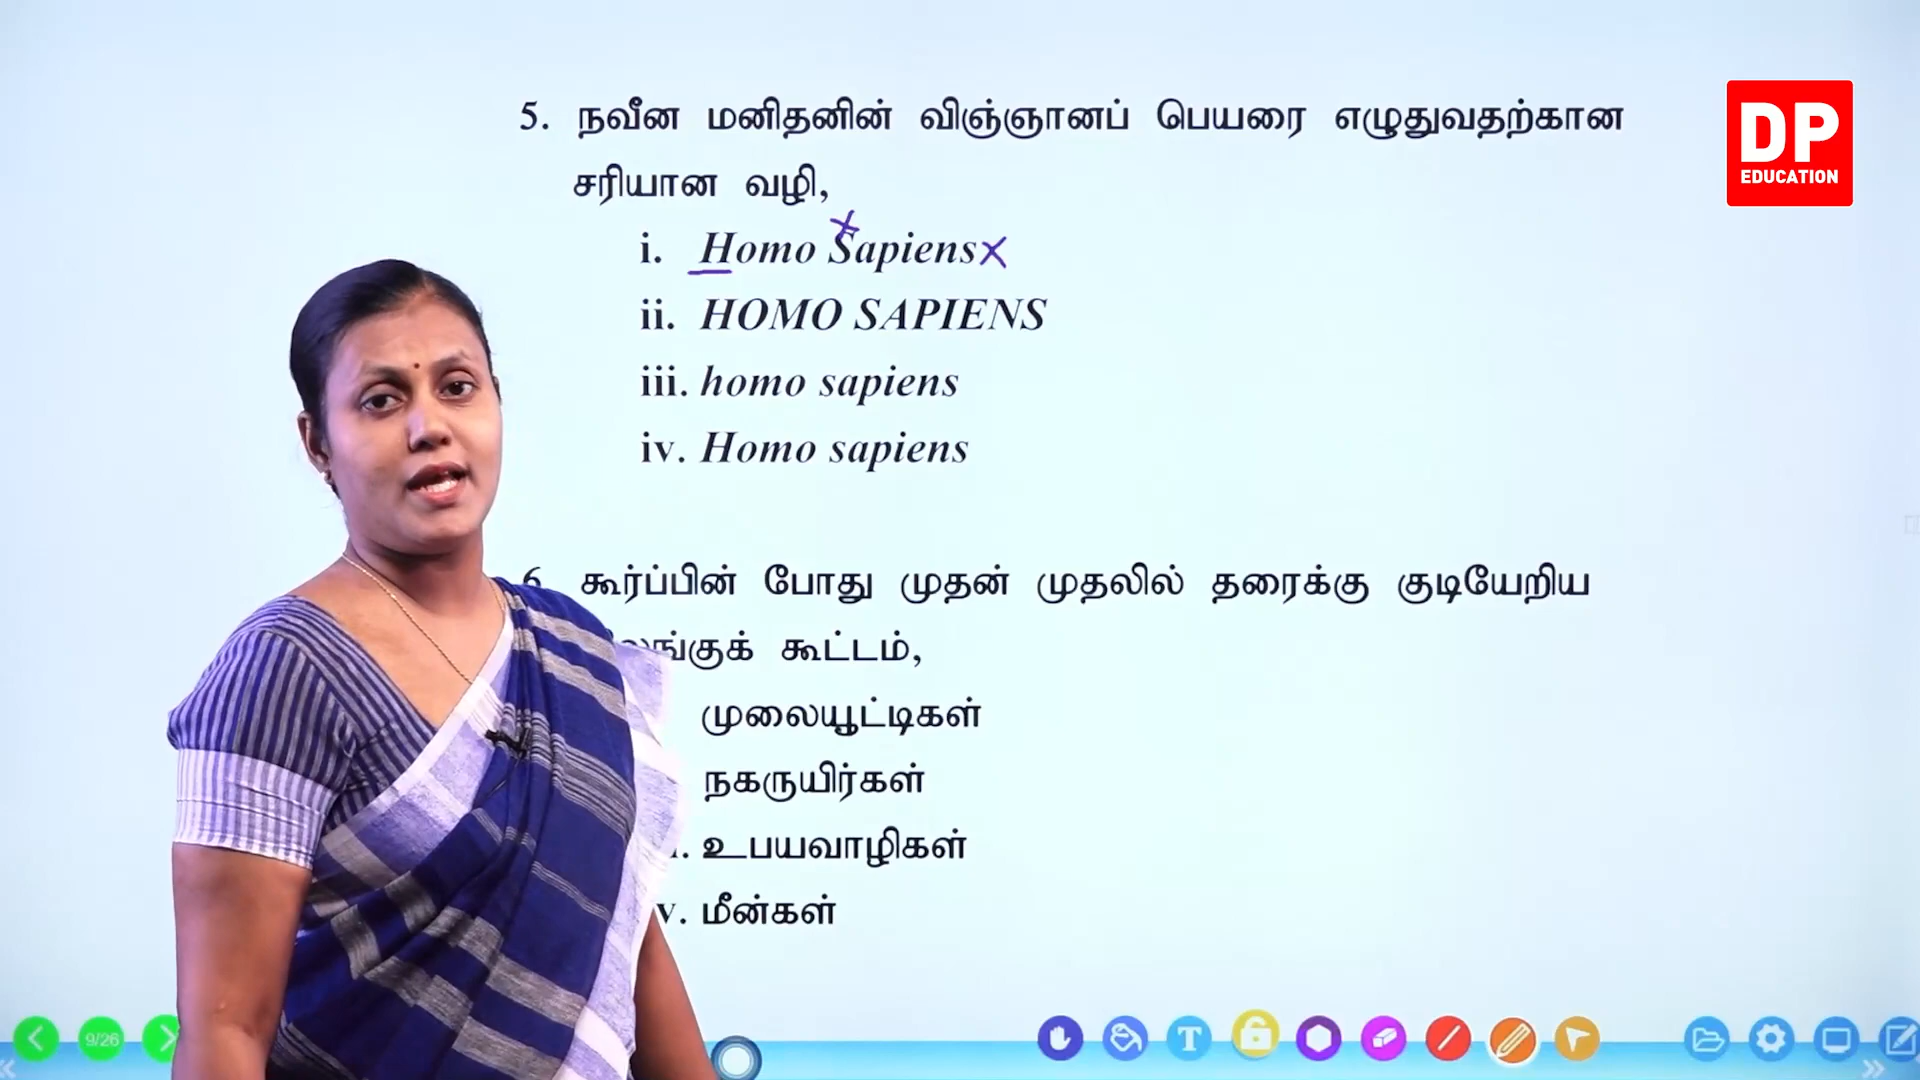 DP
EDUCATION
5. நவீன மனிதனின் விஞ்ஞானப் பெயரை எழுதுவதற்கான
சரியான வழி,
i. Homo Sapiens
ii. HOMO SAPIENS
iii. homo sapiens
iv. Homo sapiens
6. கூர்ப்பின் போது முதன் முதலில் தரைக்கு குடியேறிய
கூட்டம்,
முலையூட்டிகள்
நகருயிர்கள்
உபயவாழிகள்
மீன்கள்
9/26